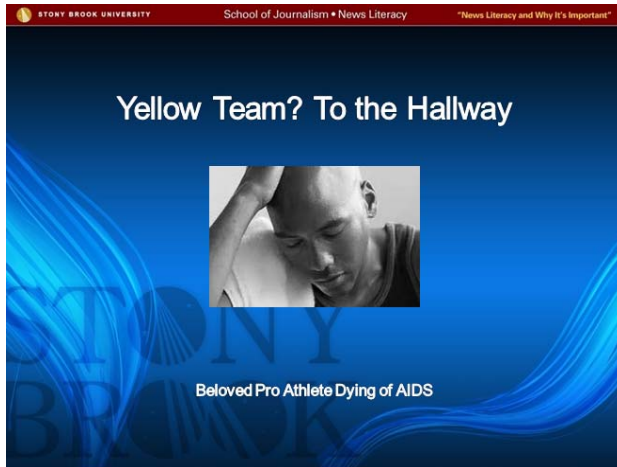 STONY BROOK UNIVERSITY
School of Journalism • News Literacy
"News Literacy and Why It's Important"
Yellow Team? To the Hallway
STONY
BROOK
Beloved Pro Athlete Dying of AIDS